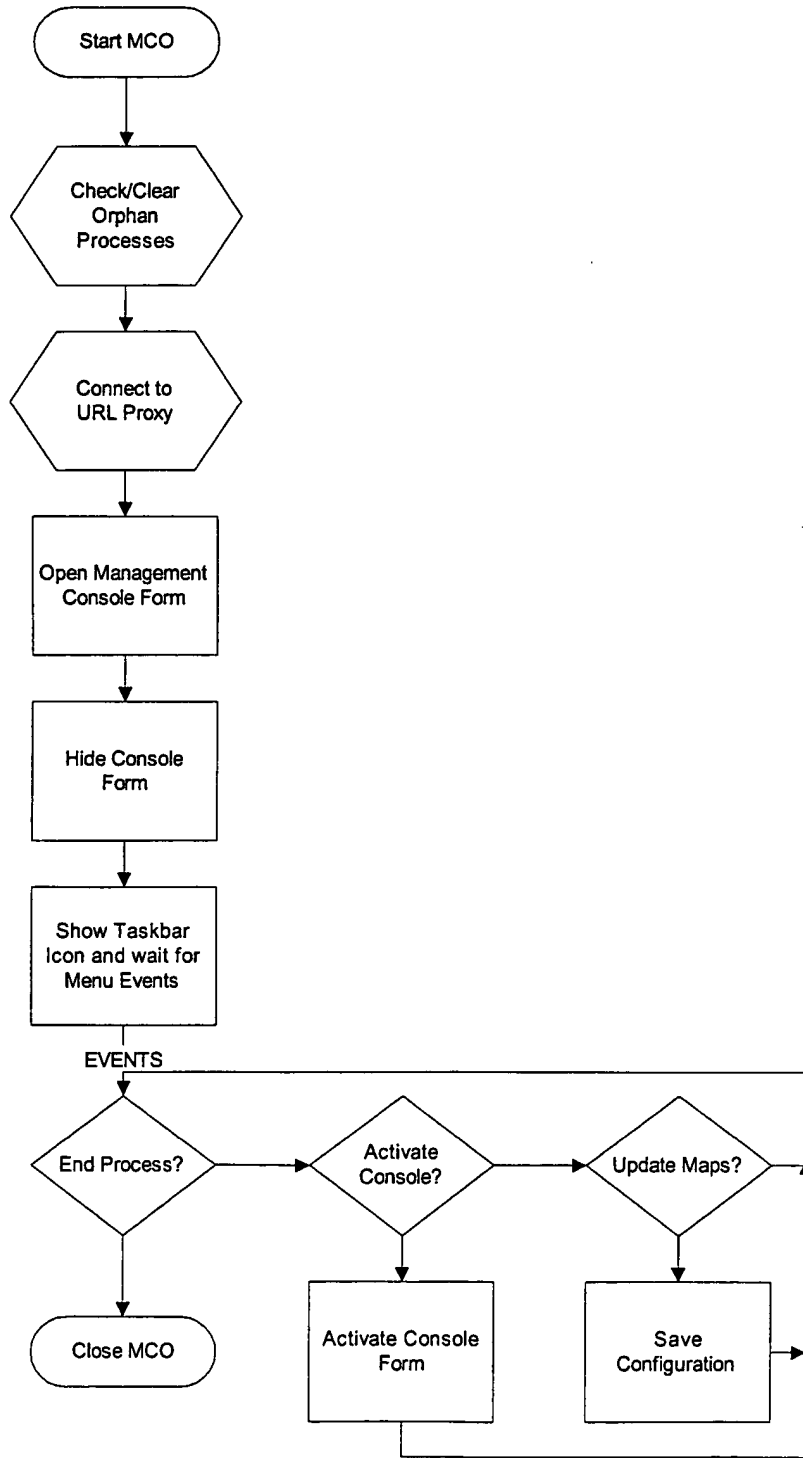 Start MCO
Check/Clear
Orphan
Processes
Connect to
URL Proxy
Open Management
Console Form
Hide Console
Form
Show Taskbar
Icon and wait for
Menu Events
EVENTS
End Process?
Activate
Console?
Update Maps?
Close MCO
Activate Console
Form
Save
Configuration